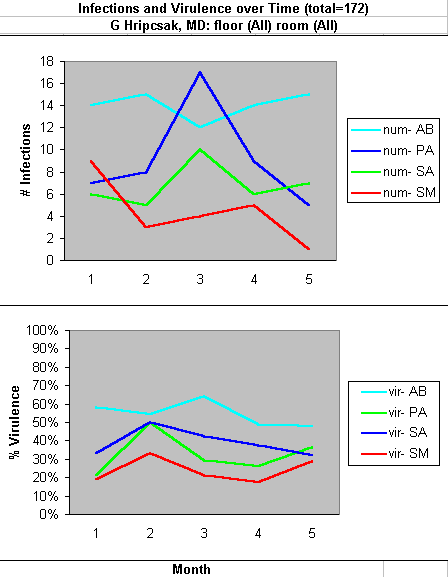 Infections and Virulence over Time (total=172)
G Hripcsak, MD: floor (All) room (All)
18
16
14
12
10
8
6
4
2
0
# Infections
1 2 3 4 5
num- AB
num- PA
num- SA
num- SM
100%
90%
80%
70%
60%
50%
40%
30%
20%
10%
0%
% Virulence
1 2 3 4 5
vir- AB
vir- PA
vir- SA
vir- SM
Month